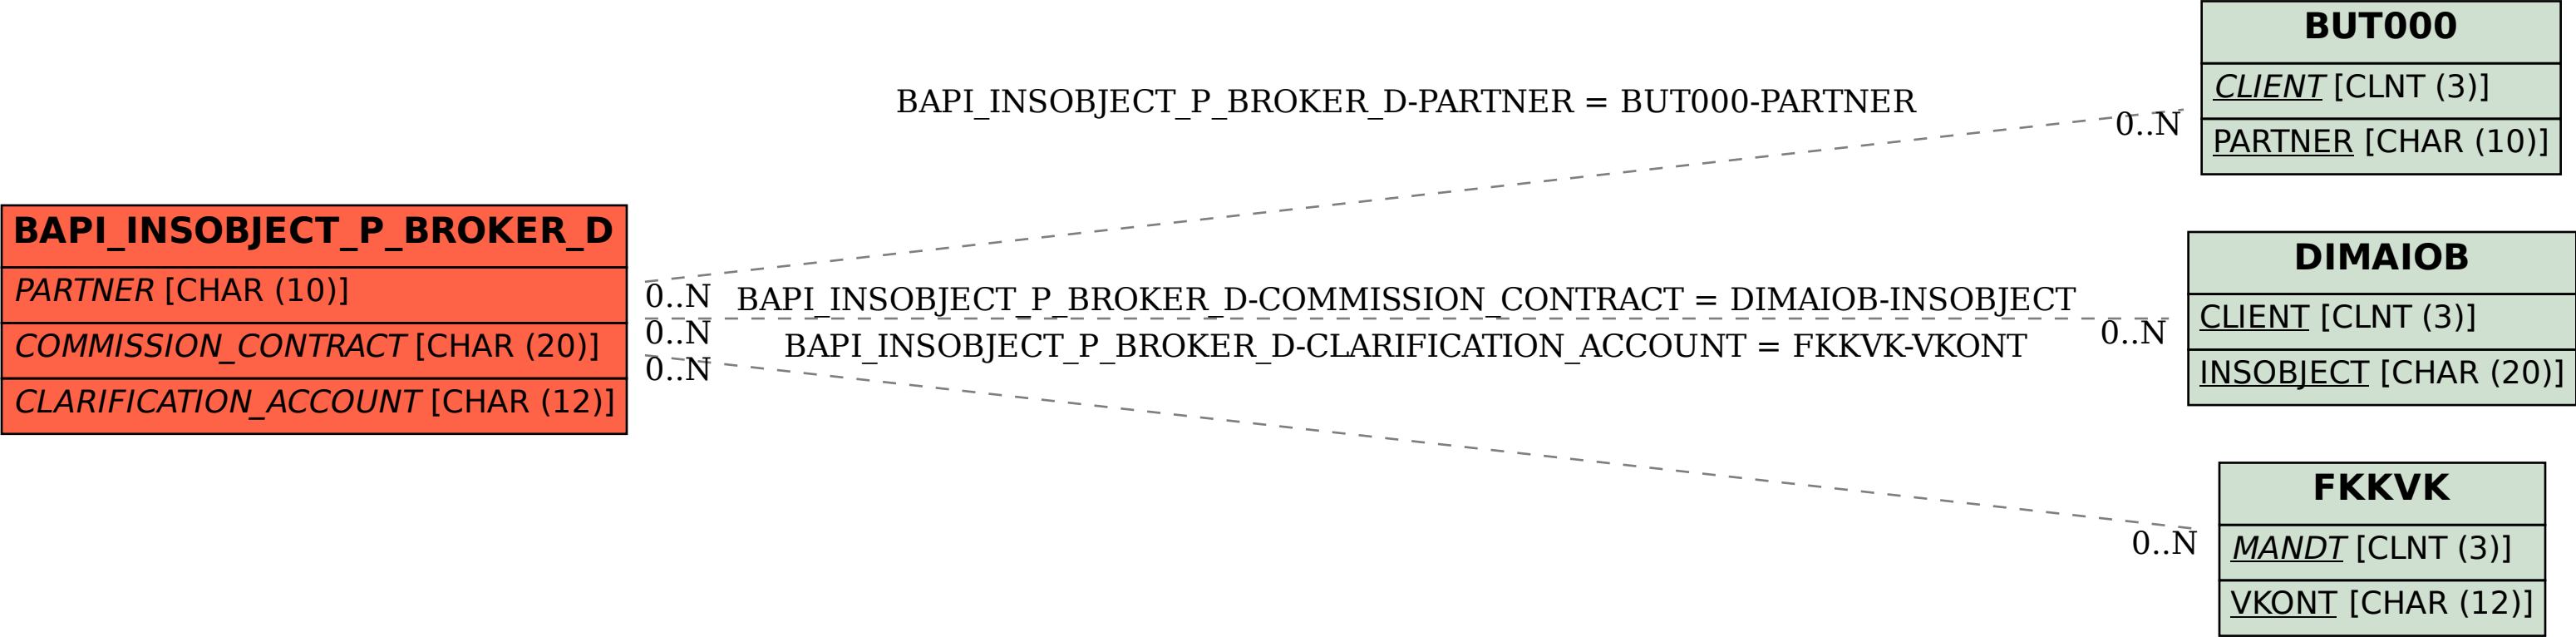 BAPI_INSOBJECT_P_BROKER_D
PARTNER [CHAR (10)]
COMMISSION_CONTRACT [CHAR (20)]
CLARIFICATION_ACCOUNT [CHAR (12)]
BAPI_INSOBJECT_P_BROKER_D-PARTNER = BUT000-PARTNER
0..N
0..N
BAPI_INSOBJECT_P_BROKER_D-COMMISSION_CONTRACT = DIMAIOB-INSOBJECT
0..N
0..N
BAPI_INSOBJECT_P_BROKER_D-CLARIFICATION_ACCOUNT = FKKVK-VKONT
0..N
0..N
BUT000
CLIENT [CLNT (3)]
PARTNER [CHAR (10)]
DIMAIOB
CLIENT [CLNT (3)]
INSOBJECT [CHAR (20)]
FKKVK
MANDT [CLNT (3)]
VKONT [CHAR (12)]